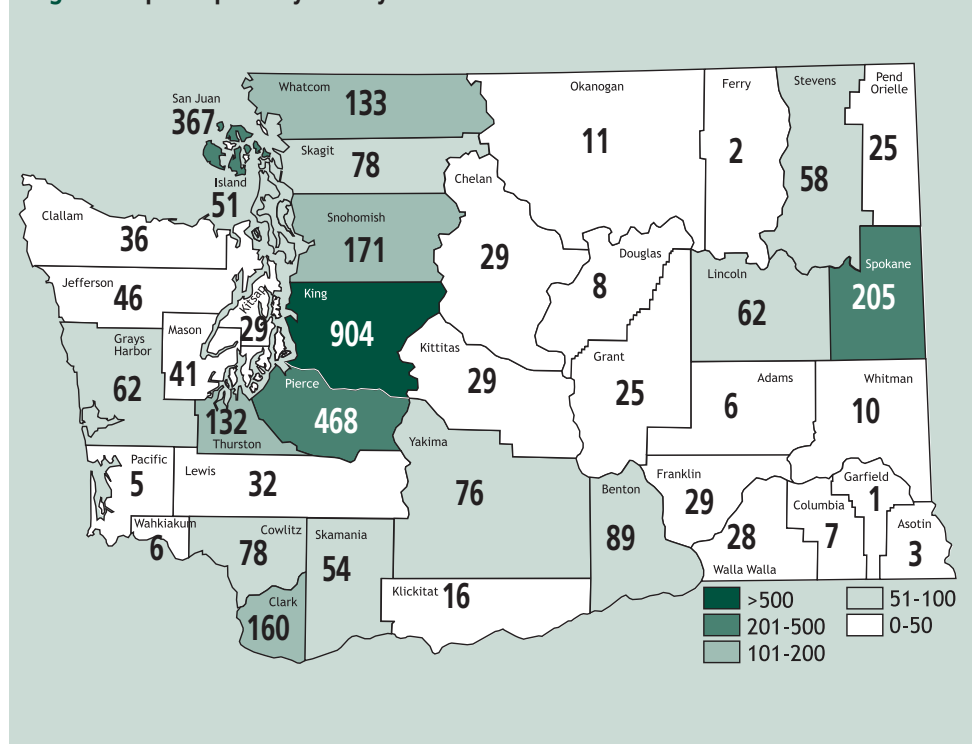 San Juan
367
Whatcom
133
Okanogan
11
Ferry
2
Stevens
58
Pend
Orielle
25
Skagit
78
Island
51
Clallam
36
Snohomish
171
Chelan
29
Douglas
8
Lincoln
62
Spokane
205
Jefferson
46
Kitsap
29
King
904
Grays
Harbor
62
Mason
41
Kittitas
29
Grant
25
Adams
6
Whitman
10
Pierce
468
132
Thurston
Yakima
76
Pacific
5
Lewis
32
Benton
89
Franklin
29
Garfield
1
Columbia
7
Asotin
3
28
Walla Walla
Wahkiakum
6
Cowlitz
78
Skamania
54
Clark
160
Klickitat 16
>500
201-500
101-200
51-100
0-50